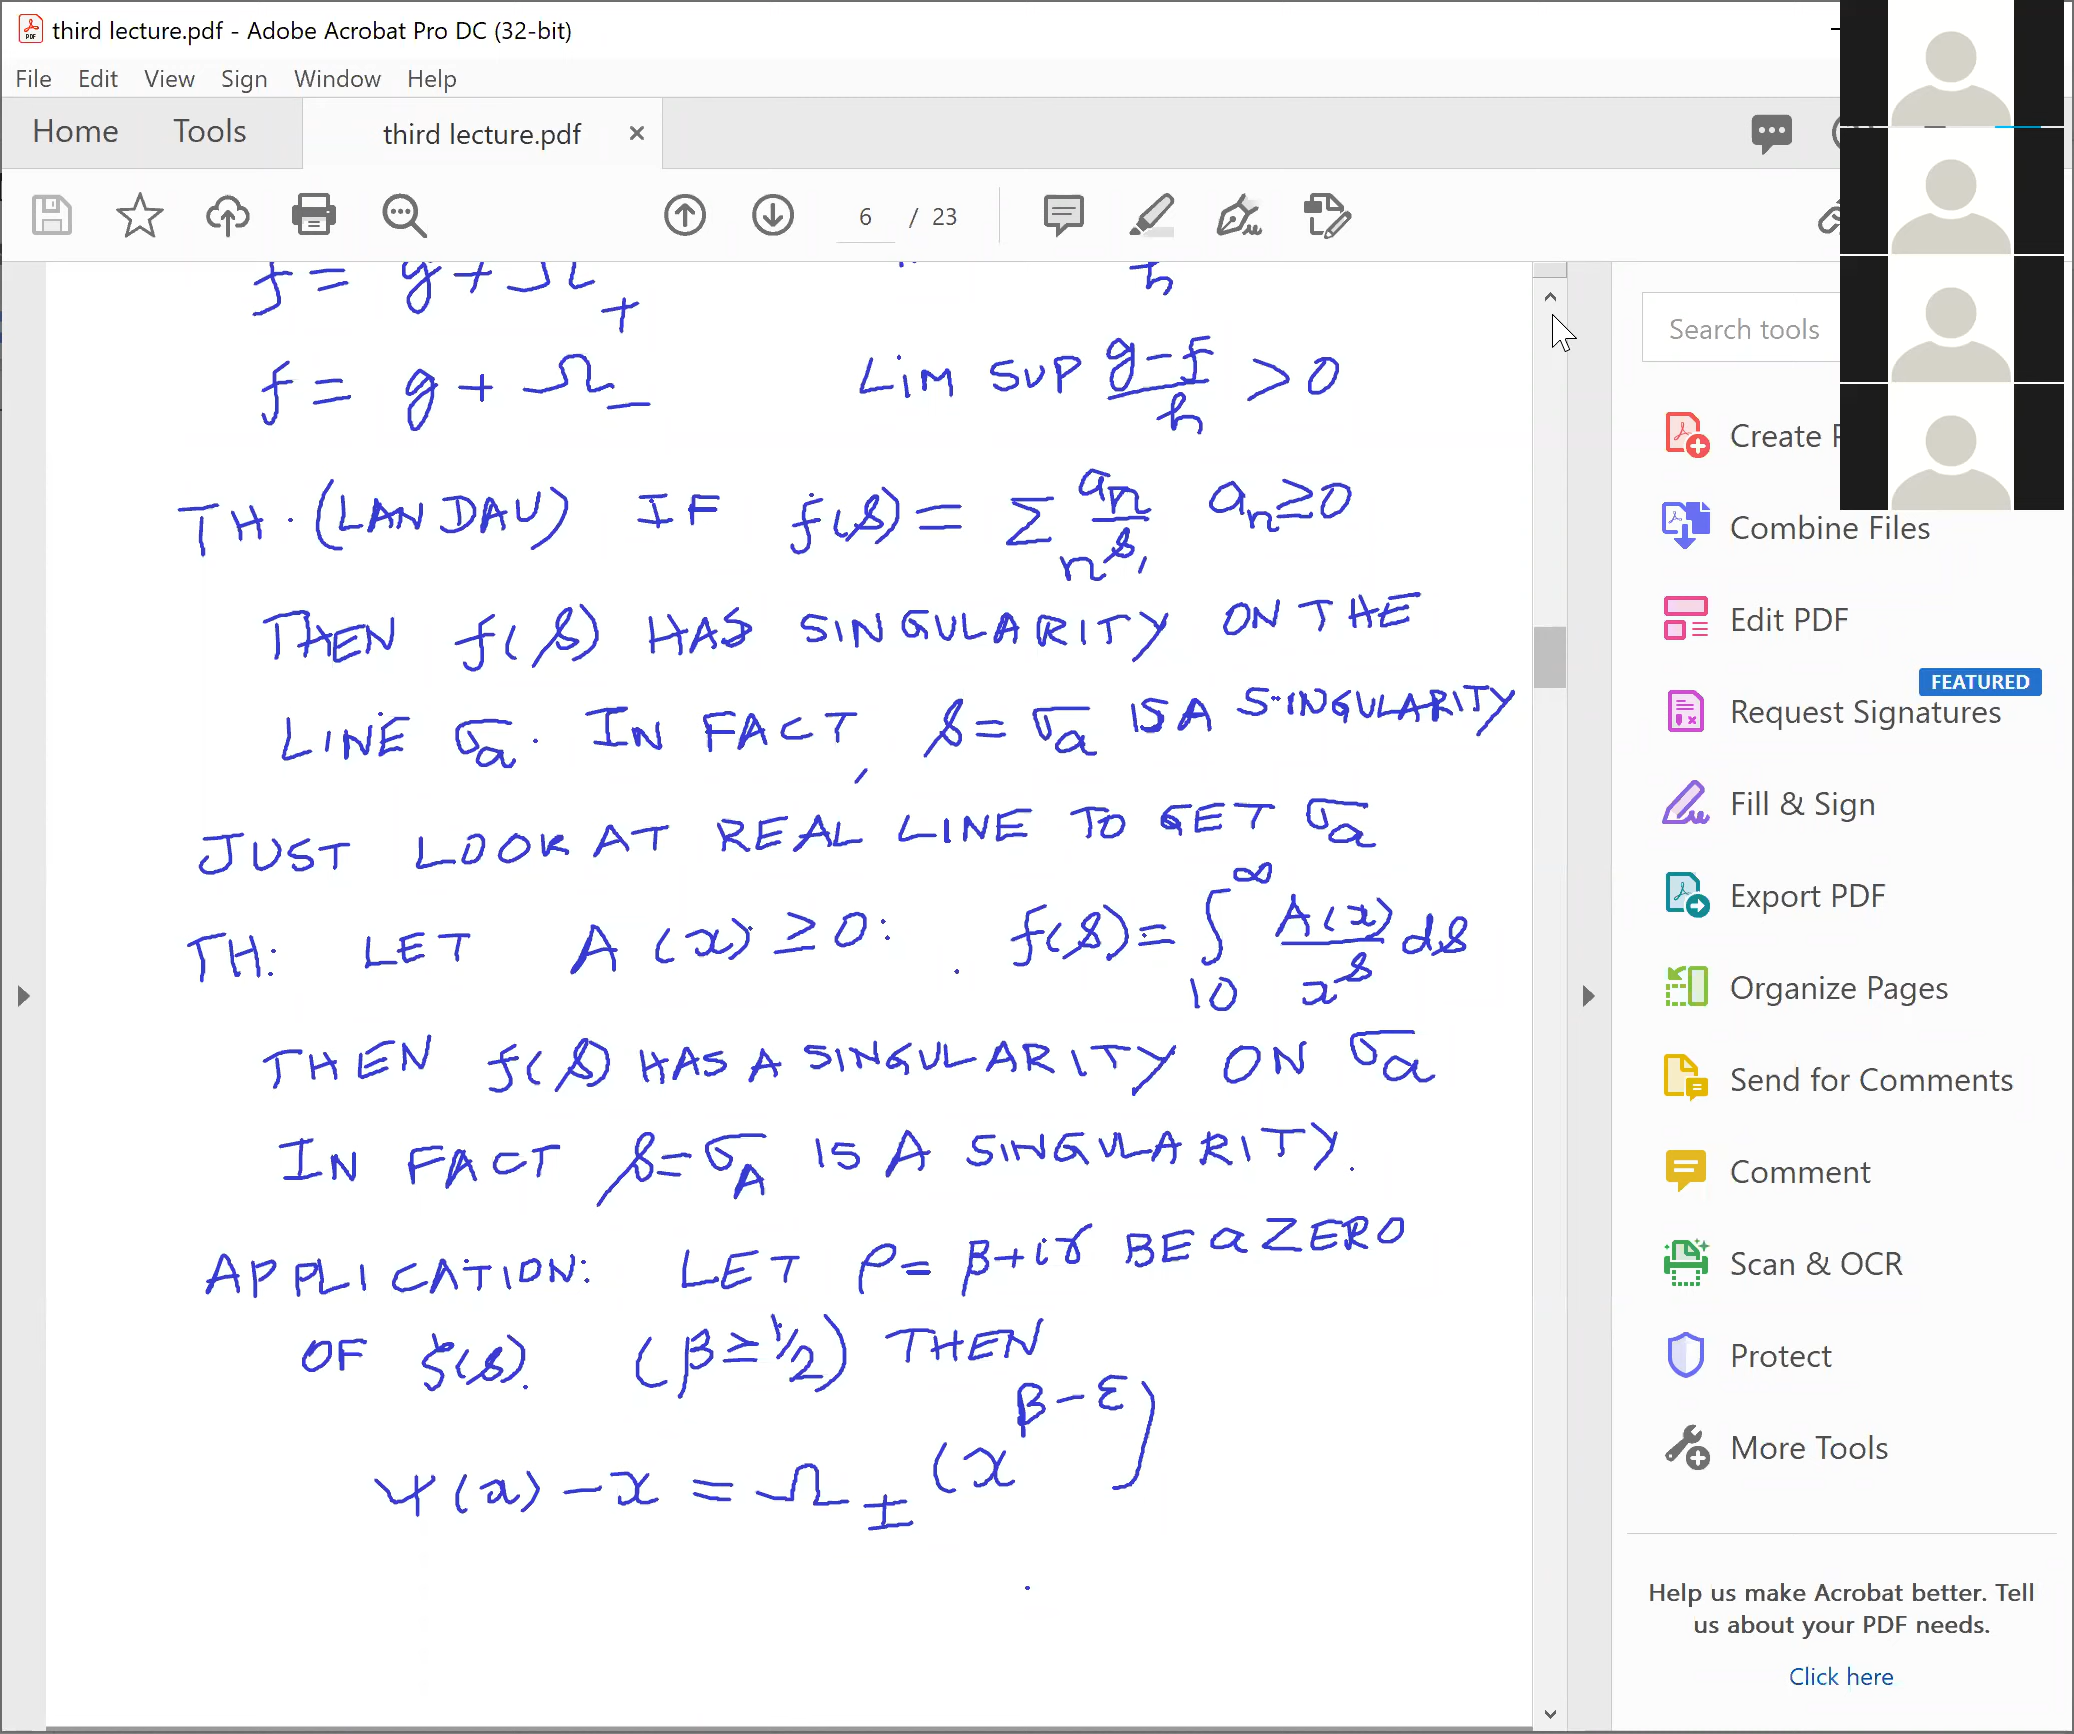 third lecture.pdf - Adobe Acrobat Pro DC (32-bit)
File Edit View Sign Window Help
Home Tools third lecture.pdf ×
6 / 23
f = g + Ω+ h
f = g + Ω− LIM SUP (g−f)/h > 0
TH. (LANDAU) IF f(s) = Σ an/n^s, an ≥ 0
THEN f(s) HAS SINGULARITY ON THE
LINE σa. IN FACT, s = σa IS A SINGULARITY
JUST LOOK AT REAL LINE TO GET σa
TH: LET A(x) ≥ 0: f(s) = ∫10^∞ A(x)/x^s ds
THEN f(s) HAS A SINGULARITY ON σa
IN FACT s = σA IS A SINGULARITY.
APPLICATION: LET ρ = β + iγ BE A ZERO
OF ζ(s). (β ≥ 1/2) THEN
ψ(x) − x = Ω± (x^(β−ε))
Search tools
Create
Combine Files
Edit PDF
FEATURED
Request Signatures
Fill & Sign
Export PDF
Organize Pages
Send for Comments
Comment
Scan & OCR
Protect
More Tools
Help us make Acrobat better. Tell
us about your PDF needs.
Click here